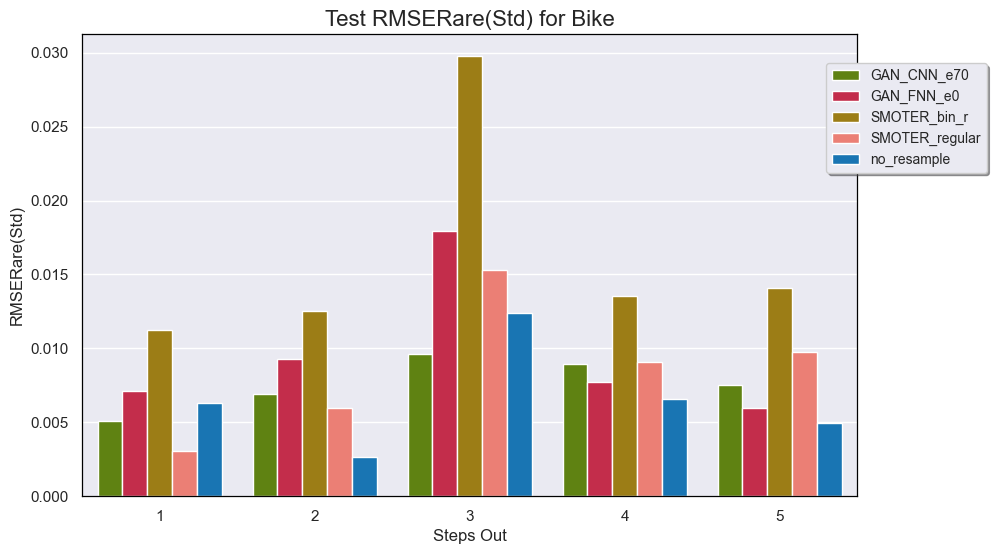 Test RMSERare(Std) for Bike
0.030
0.025
0.020
0.015
0.010
0.005
0.000
RMSERare(Std)
1 2 3 4 5
Steps Out
GAN_CNN_e70
GAN_FNN_e0
SMOTER_bin_r
SMOTER_regular
no_resample